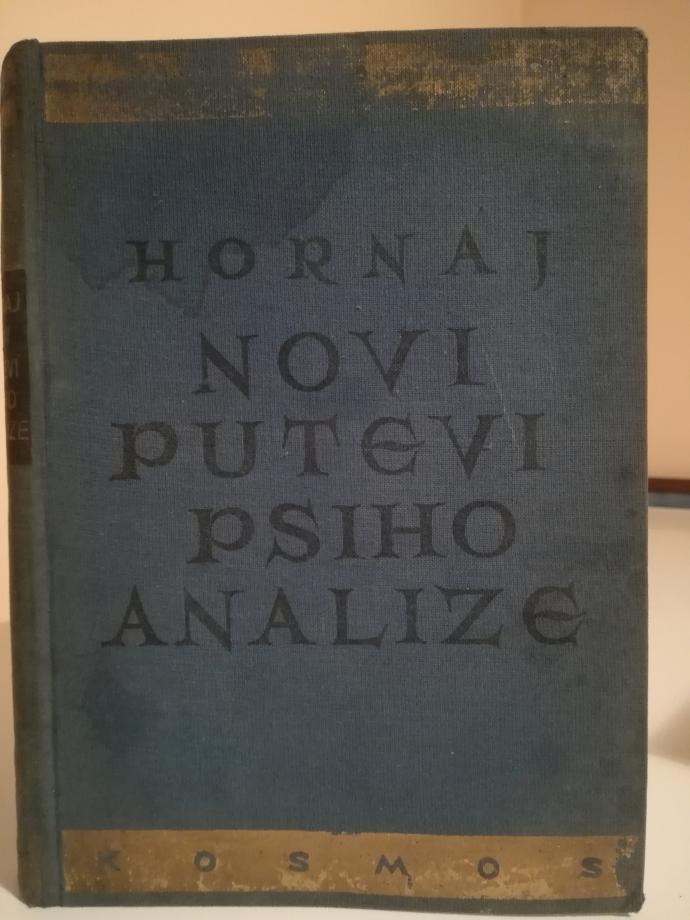 HORNAJ
NOVI
PUTEVI
PSIHO
ANALIZE
KOSMOS